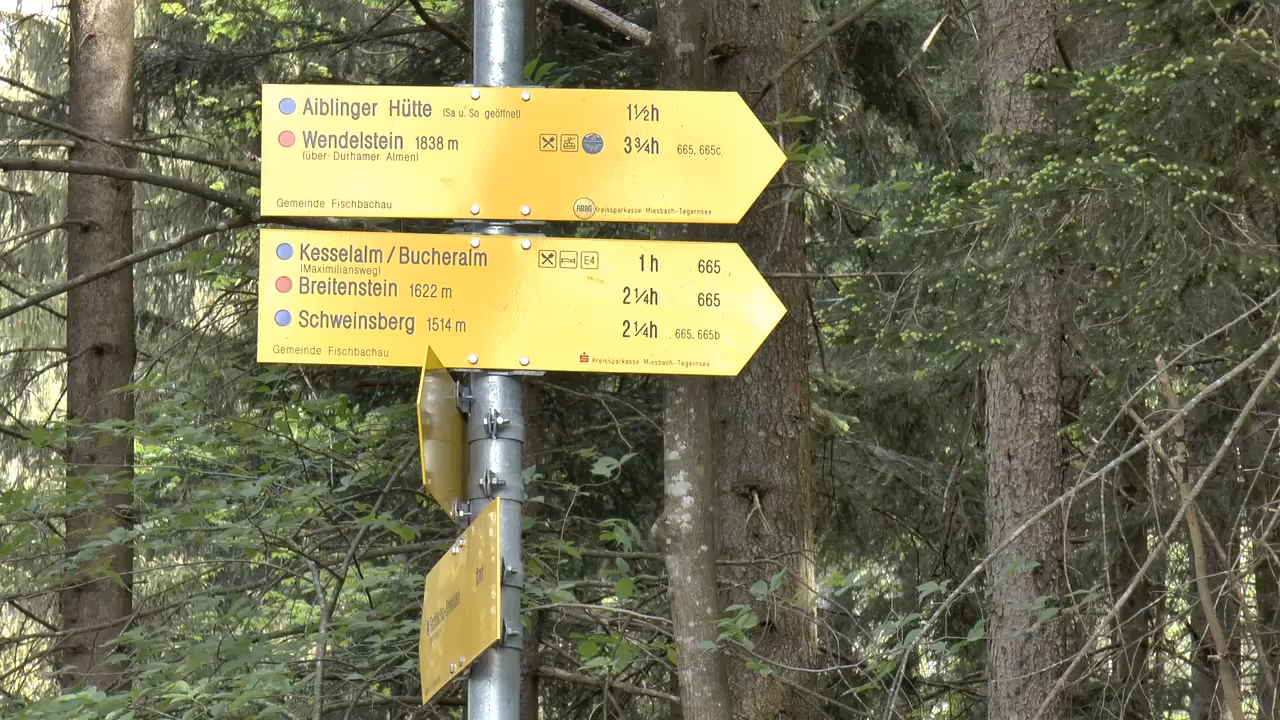 Aiblinger Hütte (Sa u. So geöffnet) 1½h
Wendelstein 1838 m 3¾h 665, 665c
(über Durhamer Almen)
Gemeinde Fischbachau Kreissparkasse Miesbach-Tegernsee
Kesselalm/Bucheralm E4 1 h 665
(Maximiliansweg)
Breitenstein 1622 m 2¼h 665
Schweinsberg 1514 m 2¼h 665, 665b
Gemeinde Fischbachau Kreissparkasse Miesbach-Tegernsee